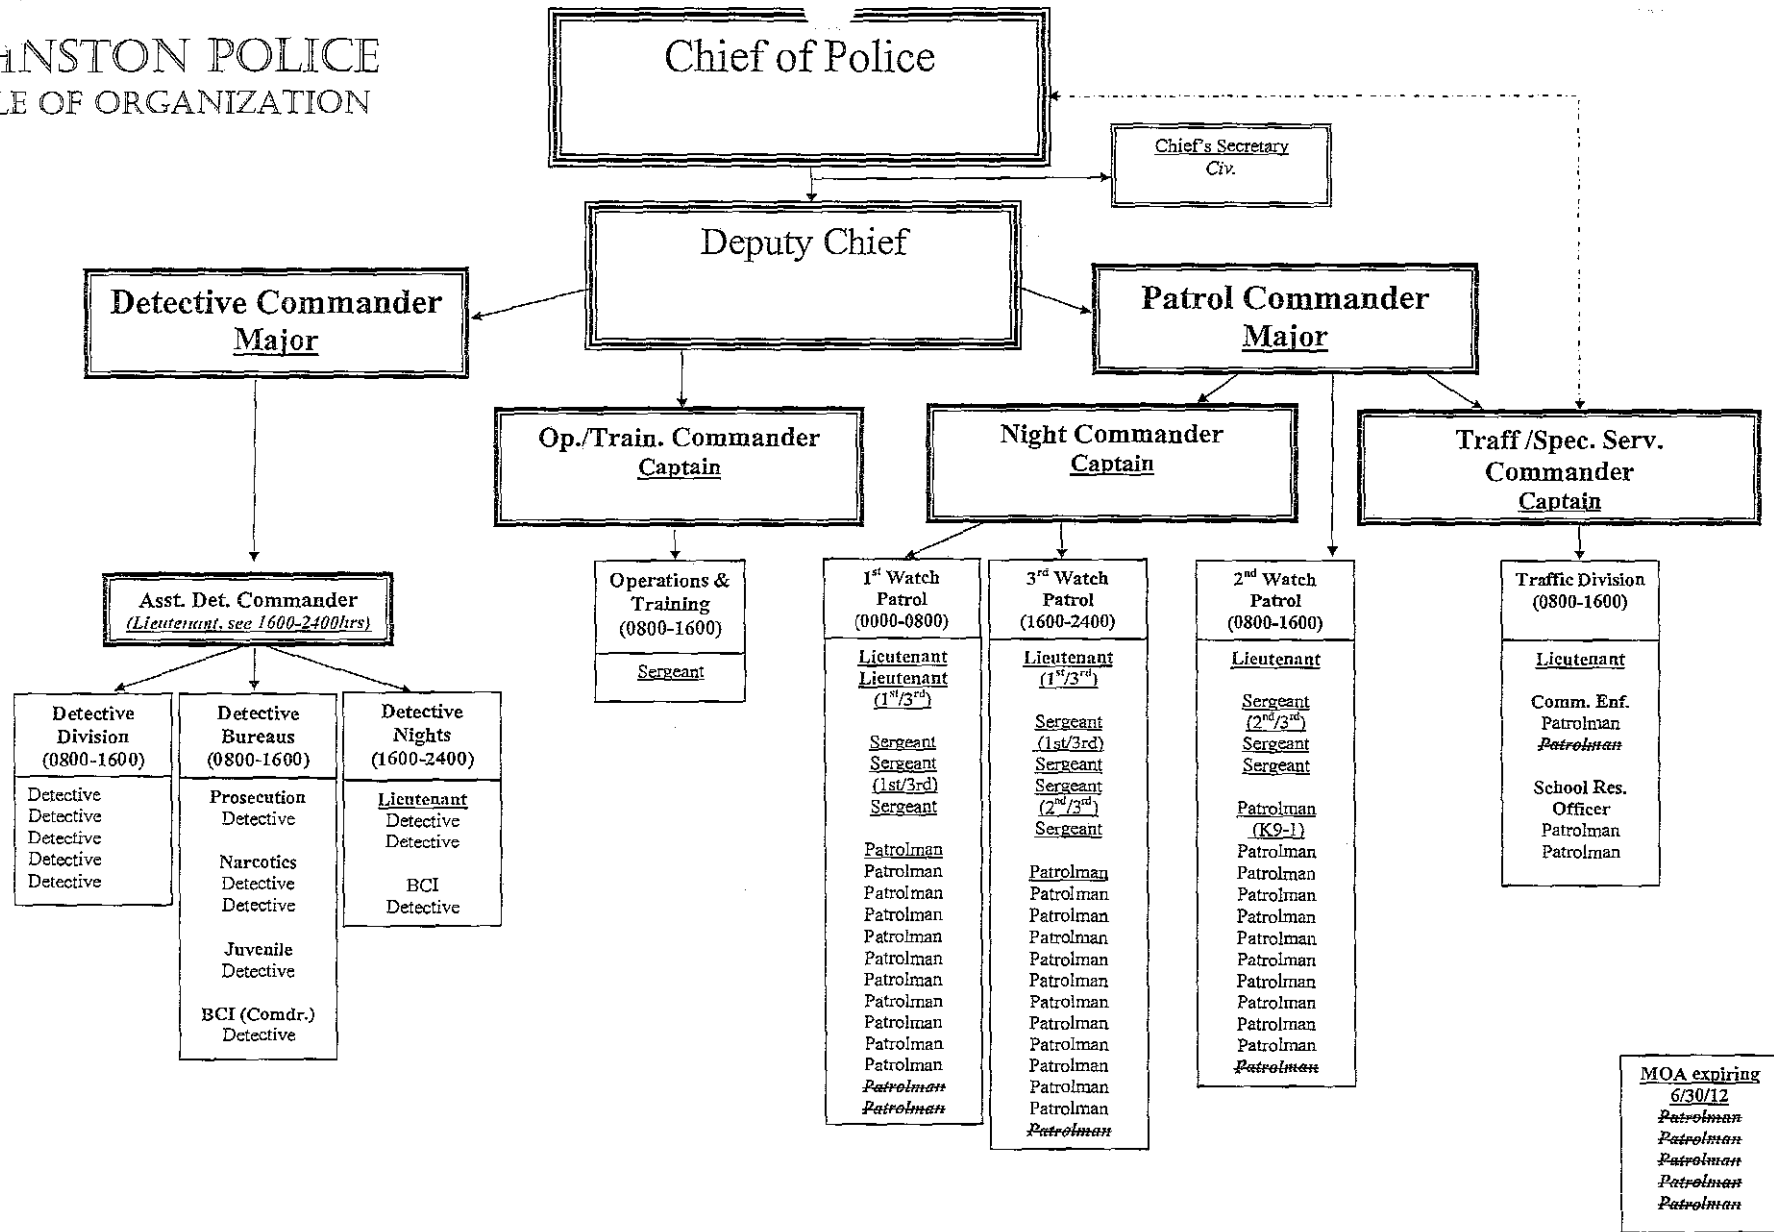 NSTON POLICE
LE OF ORGANIZATION
Chief of Police
Chief's Secretary
Civ.
Deputy Chief
Detective Commander
Major
Patrol Commander
Major
Op./Train. Commander
Captain
Night Commander
Captain
Traff /Spec. Serv.
Commander
Captain
Asst. Det. Commander
(Lieutenant, see 1600-2400hrs)
Detective
Division
(0800-1600)
Detective
Detective
Detective
Detective
Detective
Detective
Bureaus
(0800-1600)
Prosecution
Detective
Narcotics
Detective
Detective
Juvenile
Detective
BCI (Comdr.)
Detective
Detective
Nights
(1600-2400)
Lieutenant
Detective
Detective
BCI
Detective
Operations &
Training
(0800-1600)
Sergeant
1st Watch
Patrol
(0000-0800)
Lieutenant
Lieutenant
(1st/3rd)
Sergeant
Sergeant
(1st/3rd)
Sergeant
Patrolman
Patrolman
Patrolman
Patrolman
Patrolman
Patrolman
Patrolman
Patrolman
Patrolman
Patrolman
Patrolman
Patrolman
Patrolman
3rd Watch
Patrol
(1600-2400)
Lieutenant
(1st/3rd)
Sergeant
(1st/3rd)
Sergeant
Sergeant
(2nd/3rd)
Sergeant
Patrolman
Patrolman
Patrolman
Patrolman
Patrolman
Patrolman
Patrolman
Patrolman
Patrolman
Patrolman
Patrolman
Patrolman
Patrolman
2nd Watch
Patrol
(0800-1600)
Lieutenant
Sergeant
(2nd/3rd)
Sergeant
Sergeant
Patrolman
(K9-1)
Patrolman
Patrolman
Patrolman
Patrolman
Patrolman
Patrolman
Patrolman
Patrolman
Patrolman
Patrolman
Patrolman
Traffic Division
(0800-1600)
Lieutenant
Comm. Enf.
Patrolman
Patrolman
School Res.
Officer
Patrolman
Patrolman
MOA expiring
6/30/12
Patrolman
Patrolman
Patrolman
Patrolman
Patrolman